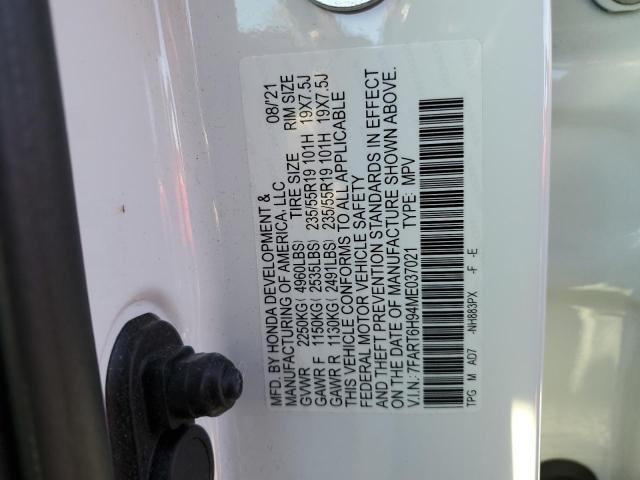 MFD. BY HONDA DEVELOPMENT & 08/'21
MANUFACTURING OF AMERICA, LLC
TIRE SIZE RIM SIZE
GVWR 2250KG( 4960LBS)
GAWR F 1150KG( 2535LBS) 235/55R19 101H 19X7.5J
GAWR R 1130KG( 2491LBS) 235/55R19 101H 19X7.5J
THIS VEHICLE CONFORMS TO ALL APPLICABLE
FEDERAL MOTOR VEHICLE SAFETY
AND THEFT PREVENTION STANDARDS IN EFFECT
ON THE DATE OF MANUFACTURE SHOWN ABOVE.
V.I.N.: 7FART6H94ME037021 TYPE: MPV
TPG M AD7 -NH883PX -F -E